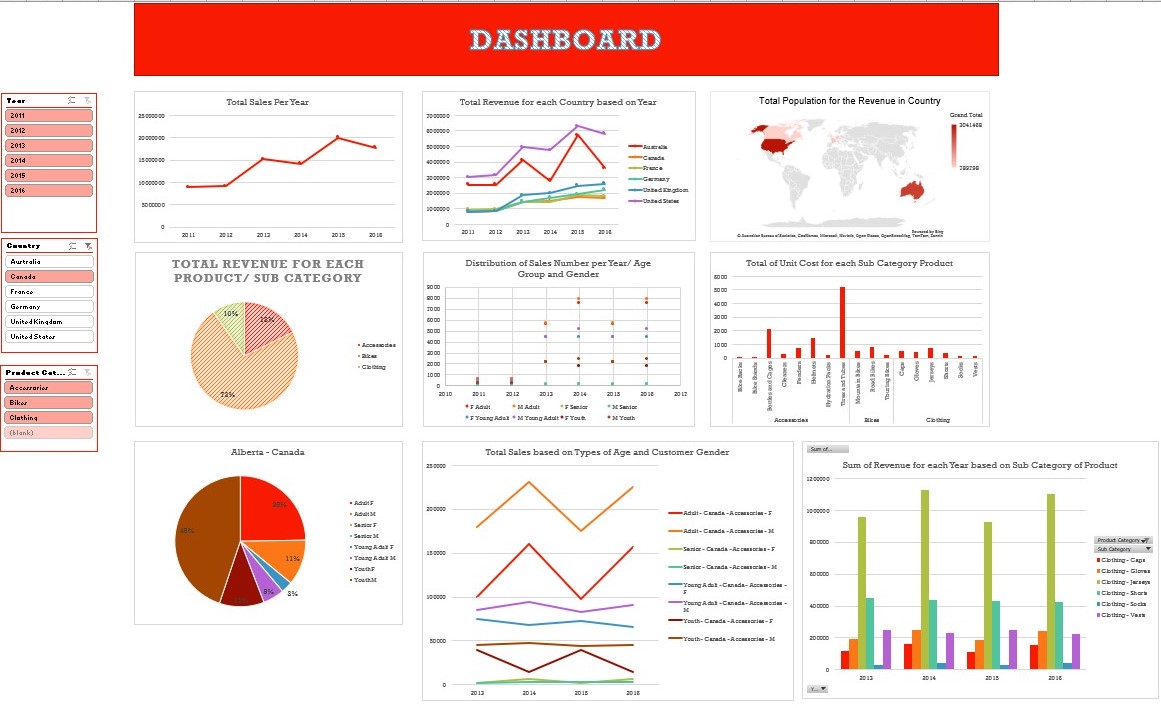 DASHBOARD
Year
2011
2012
2013
2014
2015
2016
Country
Australia
Canada
France
Germany
United Kingdom
United States
Product Cat...
Accessories
Bikes
Clothing
(blank)
Total Sales Per Year
25000000
20000000
15000000
10000000
5000000
0
2011 2012 2013 2014 2015 2016
Total Revenue for each Country based on Year
7000000
6000000
5000000
4000000
3000000
2000000
1000000
0
2011 2012 2013 2014 2015 2016
Australia
Canada
France
Germany
United Kingdom
United States
Total Population for the Revenue in Country
Grand Total
Powered by Bing
© Australian Bureau of Statistics, GeoNames, Microsoft, Navinfo, Open Places, OpenStreetMap, TomTom, Zenrin
TOTAL REVENUE FOR EACH
PRODUCT/ SUB CATEGORY
10%
72%
Accessories
Bikes
Clothing
Distribution of Sales Number per Year/ Age
Group and Gender
9000
8000
7000
6000
5000
4000
3000
2000
1000
0
2010 2011 2012 2013 2014 2015 2016 2017
F Adult M Adult F Senior M Senior
F Young Adult M Young Adult F Youth M Youth
Total of Unit Cost for each Sub Category Product
6000
5000
4000
3000
2000
1000
0
Bike Racks
Bike Stands
Bottles and Cages
Cleaners
Fenders
Helmets
Hydration Packs
Tires and Tubes
Mountain Bikes
Road Bikes
Touring Bikes
Caps
Gloves
Jerseys
Shorts
Socks
Vests
Accessories Bikes Clothing
Alberta - Canada
11%
3%
Adult F
Adult M
Senior F
Senior M
Young Adult F
Young Adult M
Youth F
Youth M
Total Sales based on Types of Age and Customer Gender
250000
200000
150000
100000
50000
0
2013 2014 2015 2016
Adult - Canada - Accessories - F
Adult - Canada - Accessories - M
Senior - Canada - Accessories - F
Senior - Canada - Accessories - M
Young Adult - Canada - Accessories -
F
Young Adult - Canada - Accessories -
M
Youth - Canada - Accessories - F
Youth - Canada - Accessories - M
Sum of...
Sum of Revenue for each Year based on Sub Category of Product
1200000
1000000
800000
600000
400000
200000
0
2013 2014 2015 2016
Y...
Product Category
Sub Category
Clothing - Caps
Clothing - Gloves
Clothing - Jerseys
Clothing - Shorts
Clothing - Socks
Clothing - Vests